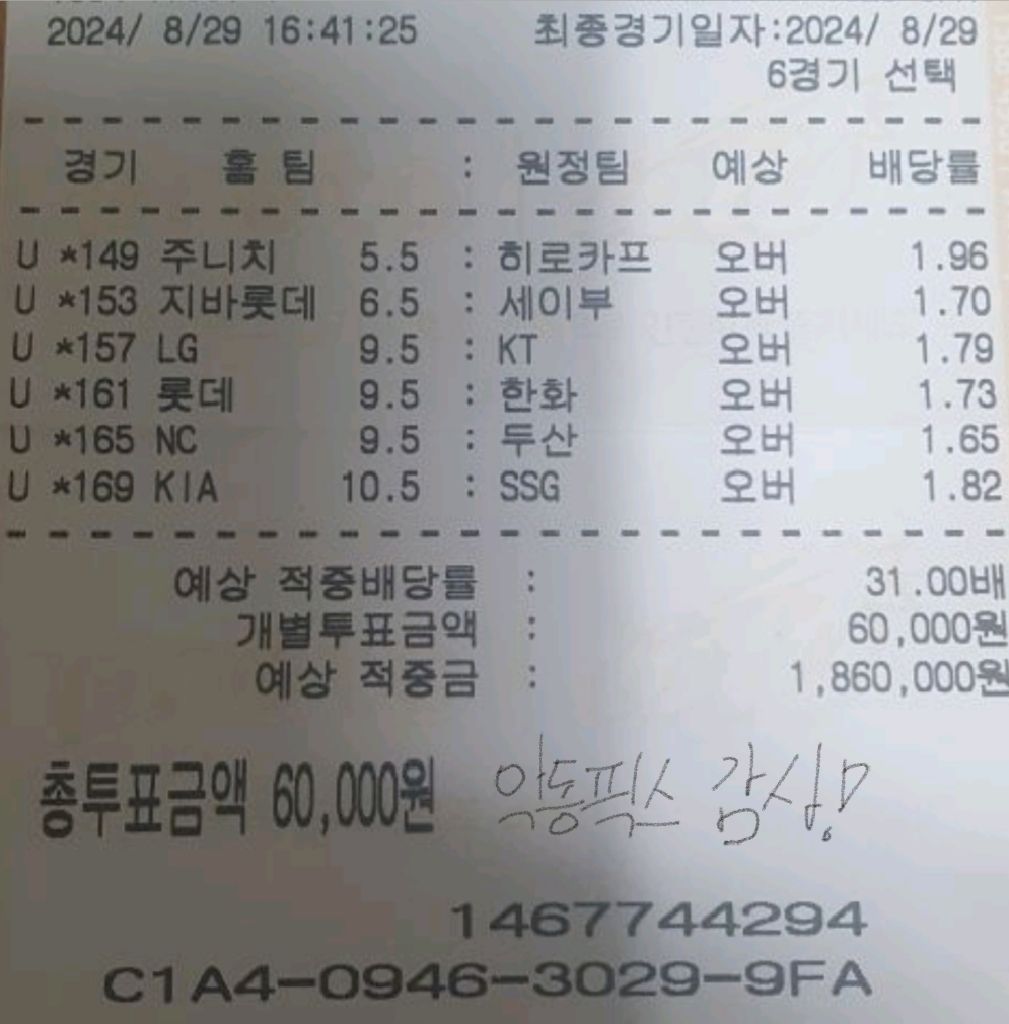 2024/ 8/29 16:41:25 최종경기일자:2024/ 8/29
6경기 선택
경기 홈 팀 : 원정팀 예상 배당률
U *149 주니치 5.5 : 히로카프 오버 1.96
U *153 지바롯데 6.5 : 세이부 오버 1.70
U *157 LG 9.5 : KT 오버 1.79
U *161 롯데 9.5 : 한화 오버 1.73
U *165 NC 9.5 : 두산 오버 1.65
U *169 KIA 10.5 : SSG 오버 1.82
예상 적중배당률 : 31.00배
개별투표금액 : 60,000원
예상 적중금 : 1,860,000원
총투표금액 60,000원 악동픽스 감상!
1467744294
C1A4-0946-3029-9FA